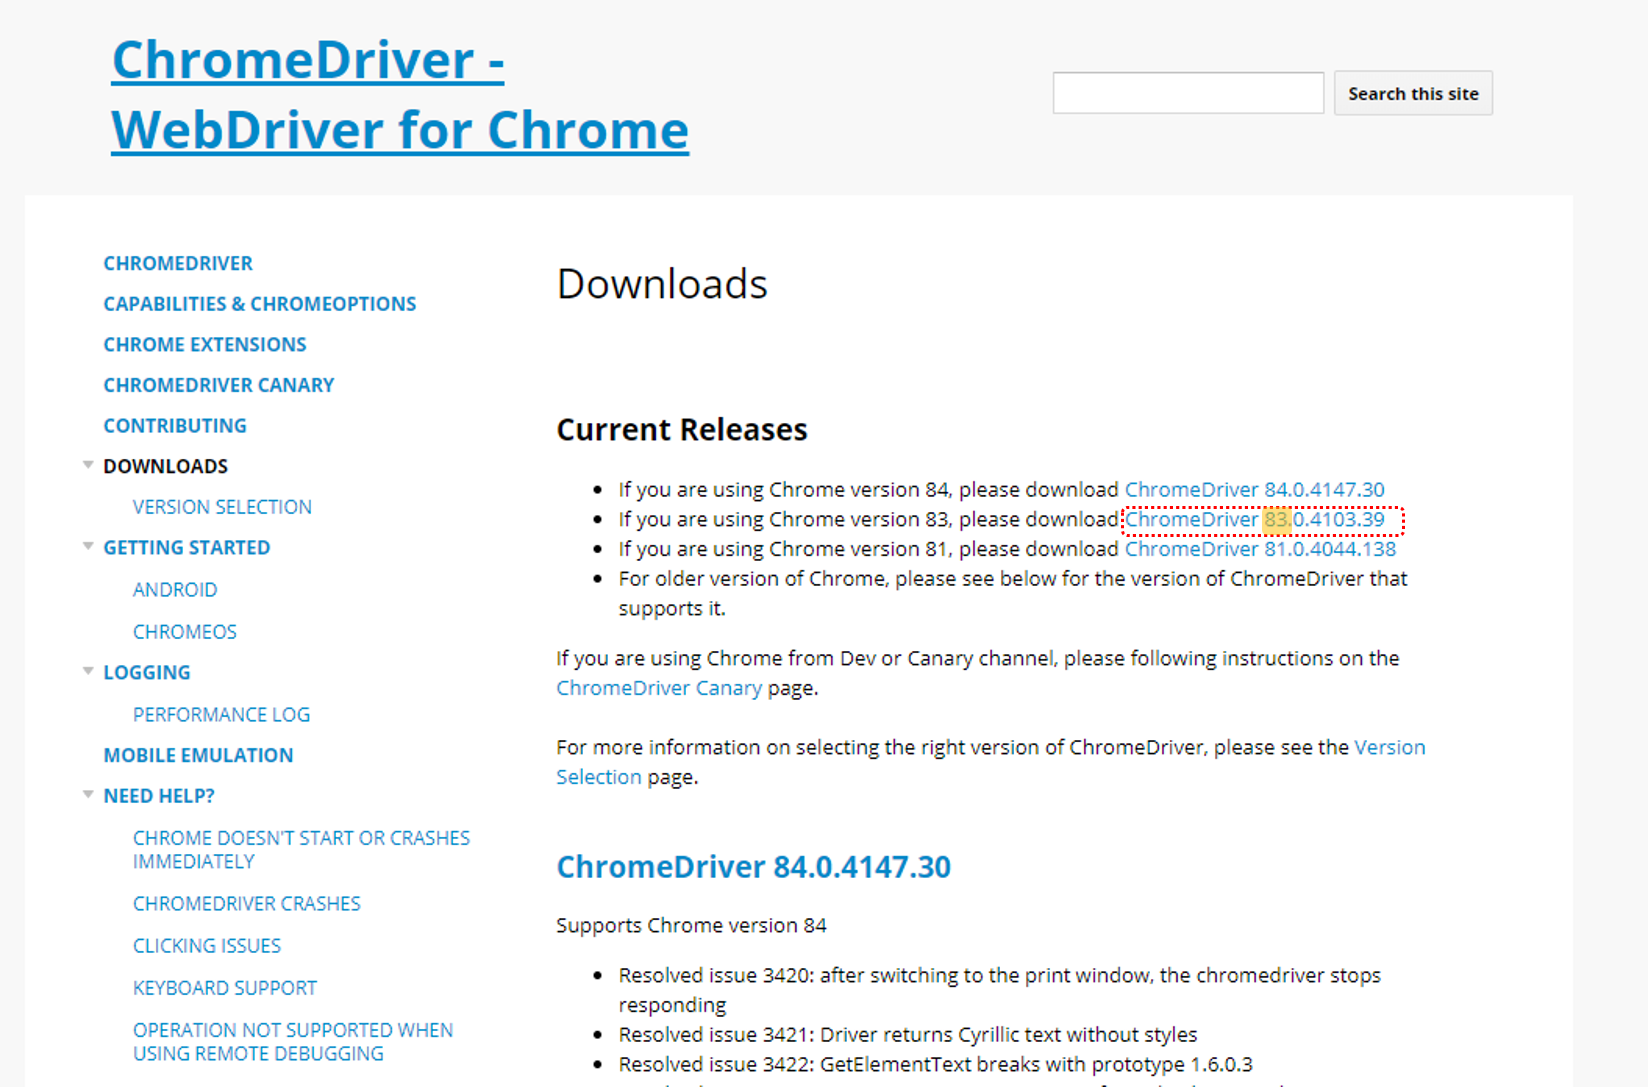 ChromeDriver -
WebDriver for Chrome
Search this site
CHROMEDRIVER
CAPABILITIES & CHROMEOPTIONS
CHROME EXTENSIONS
CHROMEDRIVER CANARY
CONTRIBUTING
DOWNLOADS
VERSION SELECTION
GETTING STARTED
ANDROID
CHROMEOS
LOGGING
PERFORMANCE LOG
MOBILE EMULATION
NEED HELP?
CHROME DOESN'T START OR CRASHES
IMMEDIATELY
CHROMEDRIVER CRASHES
CLICKING ISSUES
KEYBOARD SUPPORT
OPERATION NOT SUPPORTED WHEN
USING REMOTE DEBUGGING
Downloads
Current Releases
If you are using Chrome version 84, please download ChromeDriver 84.0.4147.30
If you are using Chrome version 83, please download ChromeDriver 83.0.4103.39
If you are using Chrome version 81, please download ChromeDriver 81.0.4044.138
For older version of Chrome, please see below for the version of ChromeDriver that
supports it.
If you are using Chrome from Dev or Canary channel, please following instructions on the
ChromeDriver Canary page.
For more information on selecting the right version of ChromeDriver, please see the Version
Selection page.
ChromeDriver 84.0.4147.30
Supports Chrome version 84
Resolved issue 3420: after switching to the print window, the chromedriver stops
responding
Resolved issue 3421: Driver returns Cyrillic text without styles
Resolved issue 3422: GetElementText breaks with prototype 1.6.0.3